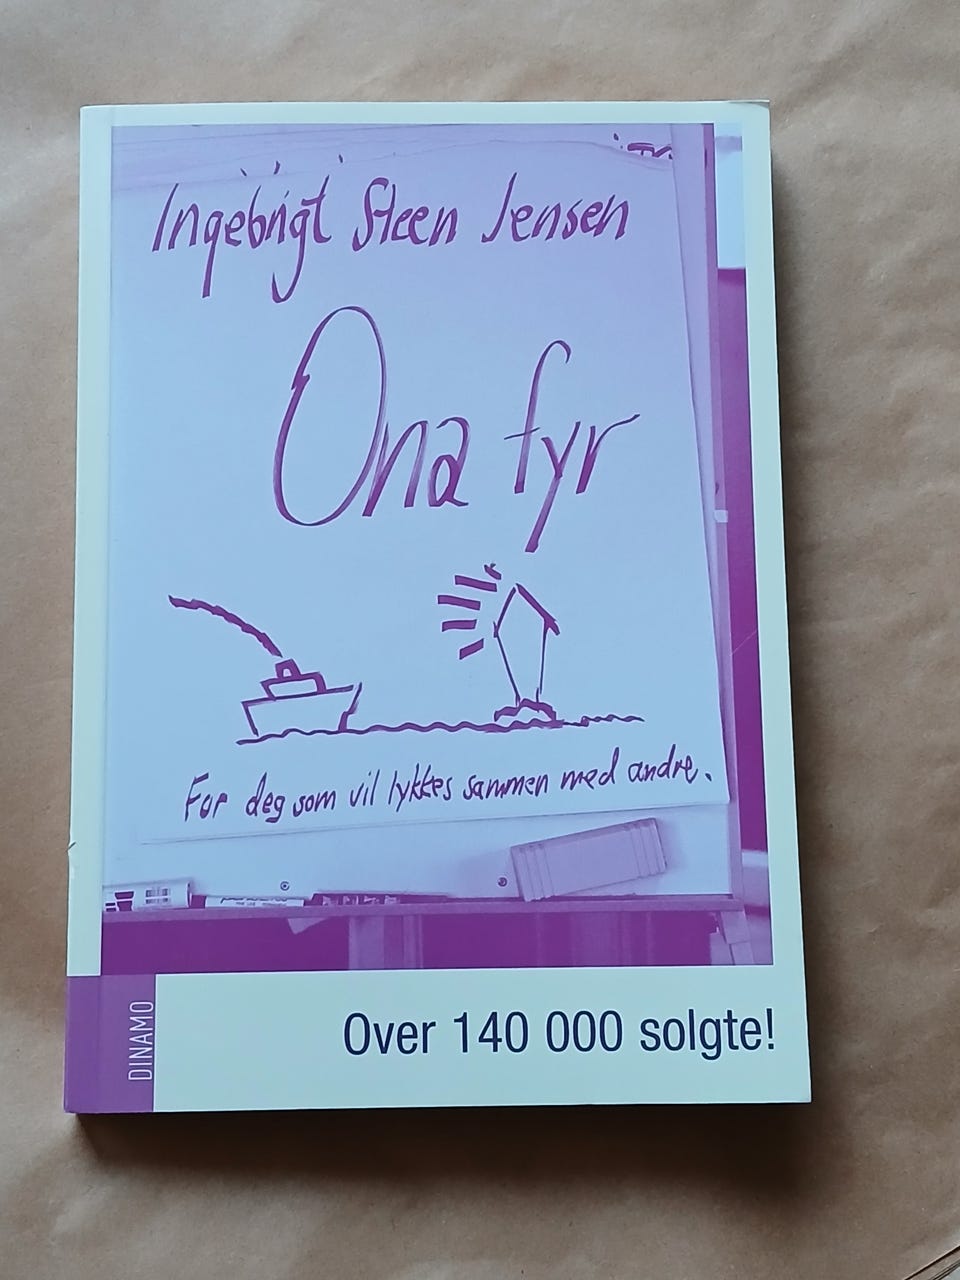 Ingebrigt Steen Jensen
Ona fyr
For deg som vil lykkes sammen med andre.
DINAMO
Over 140 000 solgte!